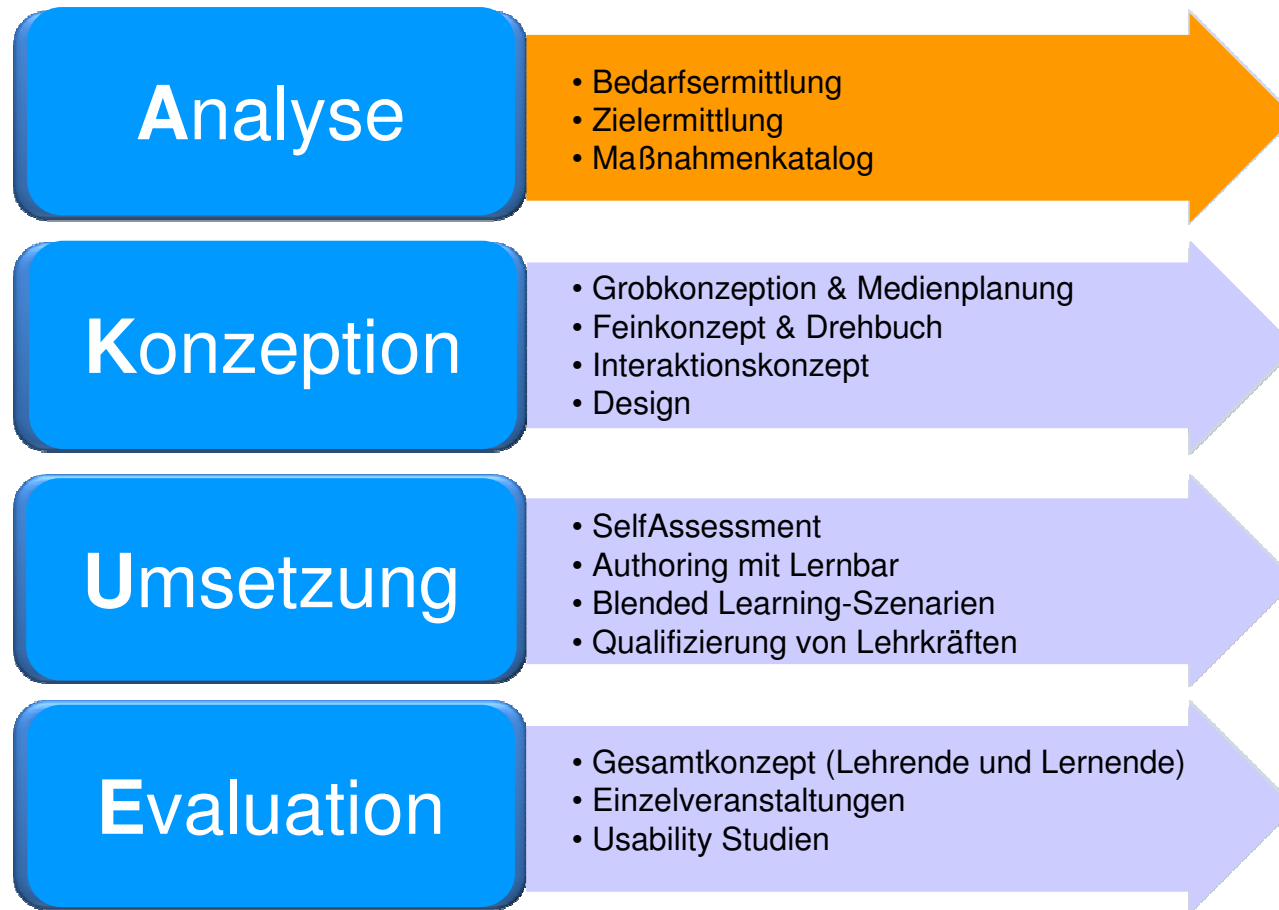 Analyse
• Bedarfsermittlung
• Zielermittlung
• Maßnahmenkatalog
Konzeption
• Grobkonzeption & Medienplanung
• Feinkonzept & Drehbuch
• Interaktionskonzept
• Design
Umsetzung
• SelfAssessment
• Authoring mit Lernbar
• Blended Learning-Szenarien
• Qualifizierung von Lehrkräften
Evaluation
• Gesamtkonzept (Lehrende und Lernende)
• Einzelveranstaltungen
• Usability Studien